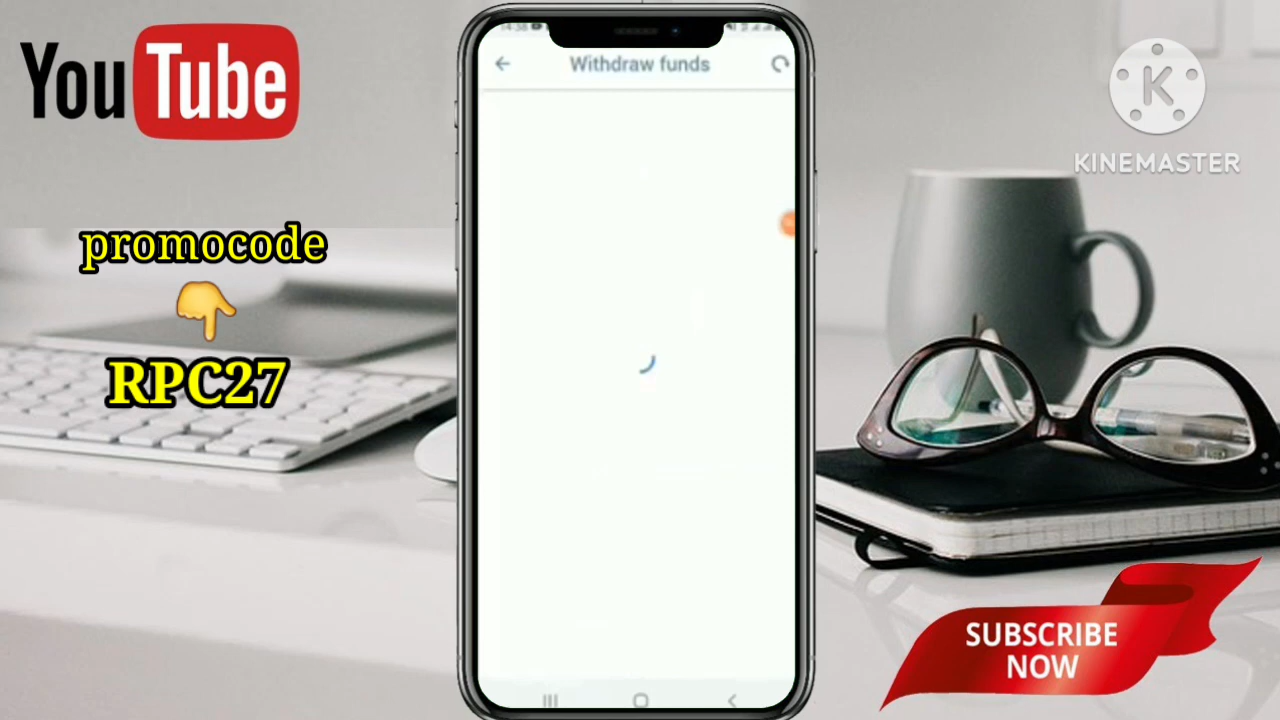 YouTube
promocode
RPC27
Withdraw funds
KINEMASTER
SUBSCRIBE
NOW